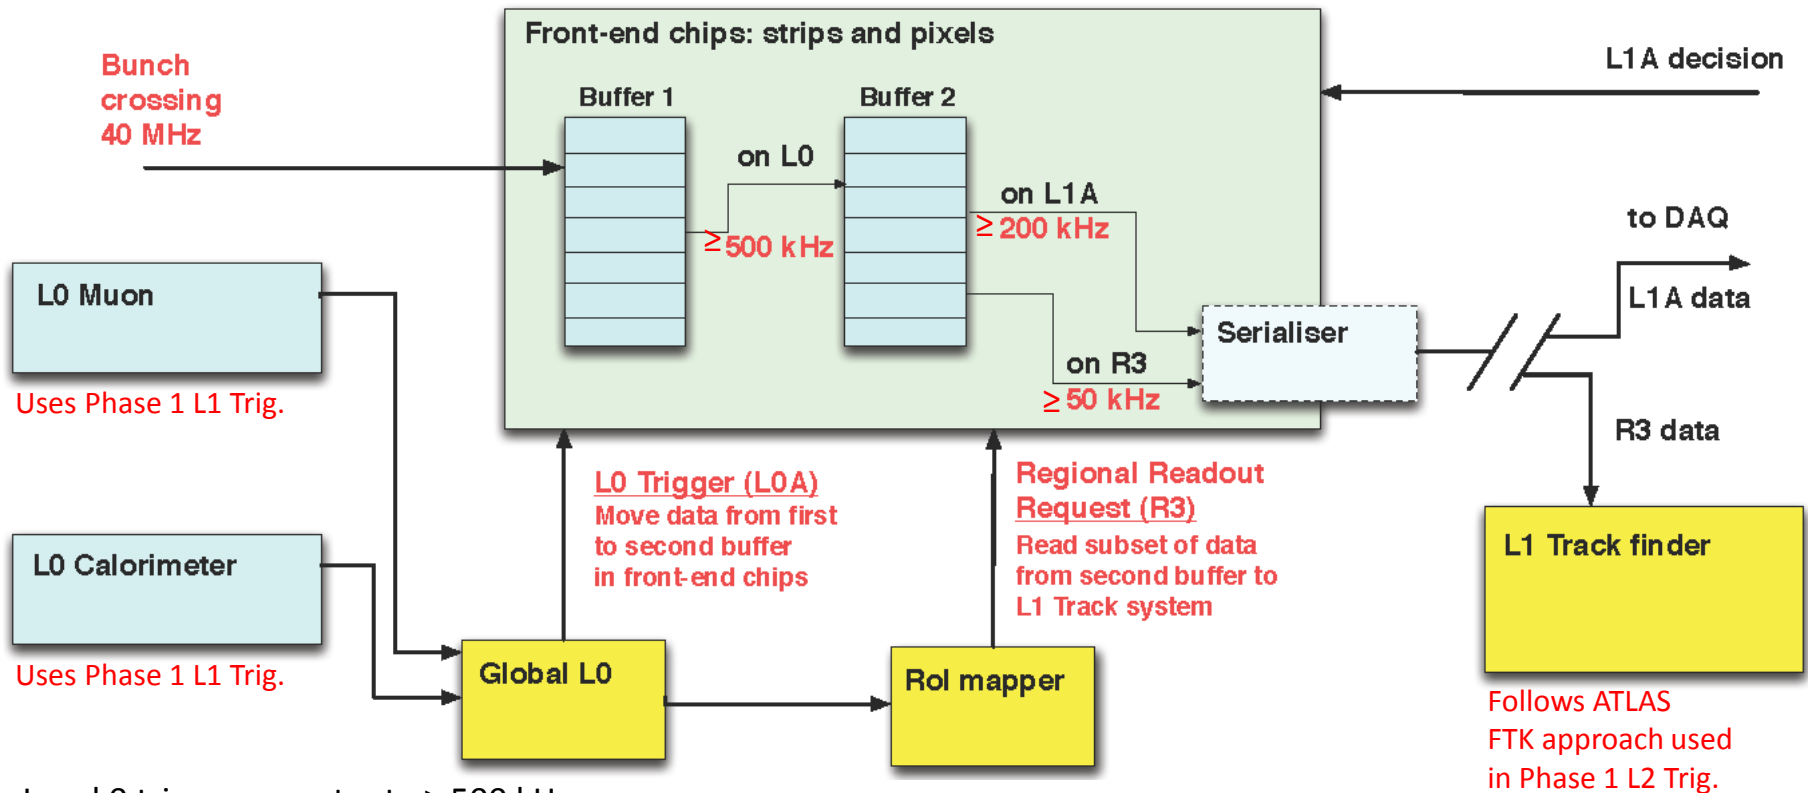 Front-end chips: strips and pixels
Bunch
crossing
40 MHz
Buffer 1
Buffer 2
L1A decision
on L0
≥ 500 kHz
on L1A
≥ 200 kHz
on R3
≥ 50 kHz
Serialiser
to DAQ
L1A data
R3 data
L0 Muon
Uses Phase 1 L1 Trig.
L0 Calorimeter
Uses Phase 1 L1 Trig.
L0 Trigger (L0A)
Move data from first
to second buffer
in front-end chips
Regional Readout
Request (R3)
Read subset of data
from second buffer to
L1 Track system
Global L0
RoI mapper
L1 Track finder
Follows ATLAS
FTK approach used
in Phase 1 L2 Trig.